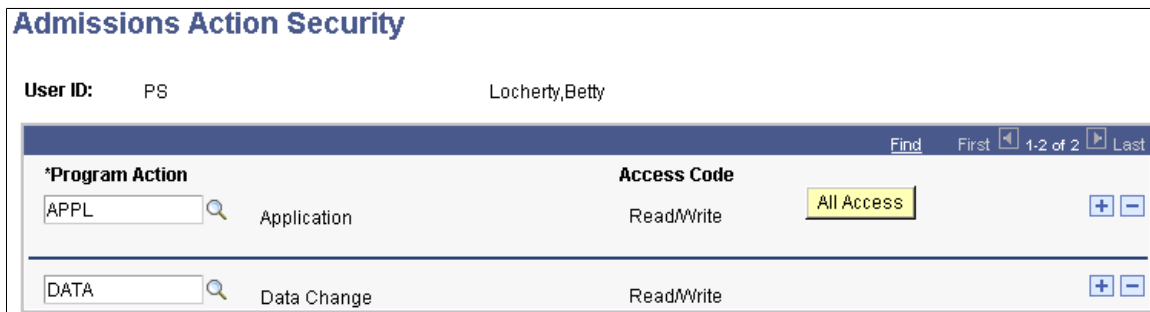 Admissions Action Security
User ID: PS Locherty,Betty
Find First 1-2 of 2 Last
*Program Action Access Code
APPL Application Read/Write All Access
DATA Data Change Read/Write